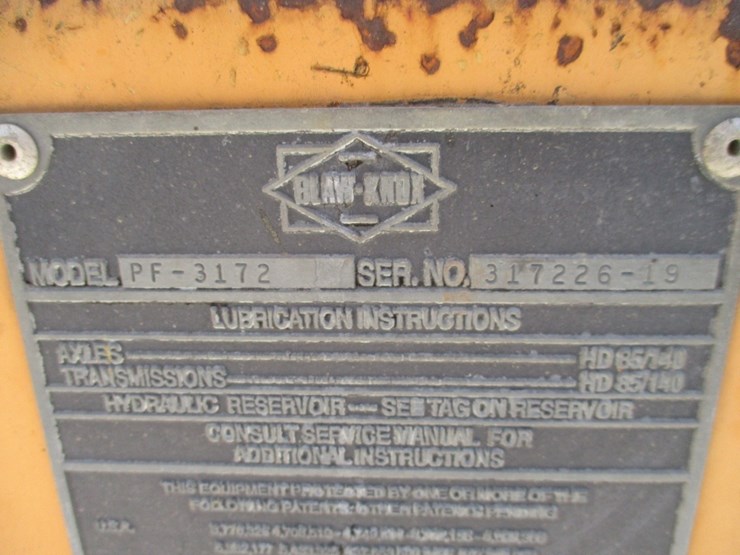 BLAW-KNOX
MODEL PF-3172 SER. NO. 317226-19
LUBRICATION INSTRUCTIONS
AXLES HD 85/140
TRANSMISSIONS HD 85/140
HYDRAULIC RESERVOIR — SEE TAG ON RESERVOIR
CONSULT SERVICE MANUAL FOR
ADDITIONAL INSTRUCTIONS
THIS EQUIPMENT PROTECTED BY ONE OR MORE OF THE
FOLLOWING PATENTS: OTHER PATENTS PENDING
U.S.A.